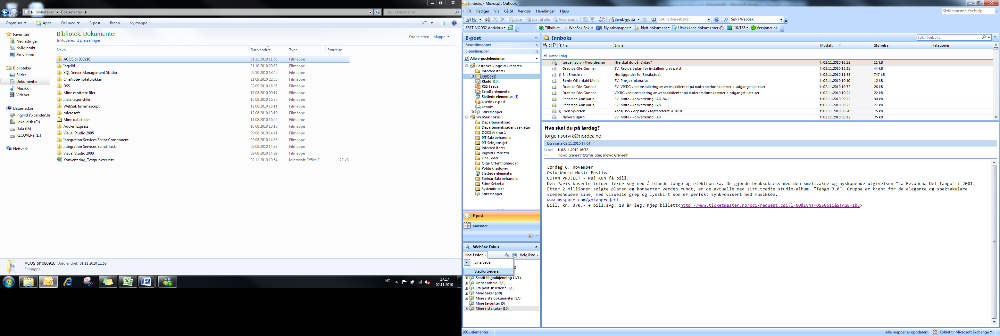 Biblioteker
Dokumenter
Søk i Dokumenter
Organiser
Åpne
Del med
E-post
Brenn
Ny mappe
Favoritter
Nedlastinger
Nylig brukt
Skrivebord
Biblioteker
Bilder
Dokumenter
Musikk
Videoer
Datamaskin
ingvild (\\bender\br
Lokal disk (C:)
Data (D:)
RECOVERY (E:)
Nettverk
Bibliotek: Dokumenter
Inkluderer: 2 plasseringer
Ordne etter: Mappe
Navn Dato endret Type Størrelse
ACOS pr 080910 01.11.2010 11:58 Filmappe
Ingvild 31.10.2010 20:28 Filmappe
SQL Server Management Studio 29.10.2010 13:45 Filmappe
OneNote-notatblokker 21.09.2010 22:35 Filmappe
DSS 02.09.2010 16:06 Filmappe
Mine mottatte filer 17.08.2010 09:17 Filmappe
Installasjonsfiler 16.08.2010 16:35 Filmappe
WebSak tømmescript 12.08.2010 16:11 Filmappe
microsoft 12.08.2010 13:19 Filmappe
Mine datakilder 11.08.2010 16:56 Filmappe
Add-in Express 10.08.2010 13:16 Filmappe
Visual Studio 2005 09.08.2010 14:41 Filmappe
Integration Services Script Component 09.08.2010 14:38 Filmappe
Integration Services Script Task 09.08.2010 14:38 Filmappe
Visual Studio 2008 09.08.2010 14:29 Filmappe
Konvertering_Testpunkter.xlsx 02.11.2010 10:54 Microsoft Office E... 20 kB
ACOS pr 080910 Dato endret: 01.11.2010 11:58
Filmappe
NO
17:17
02.11.2010
Innboks - Microsoft Outlook
Fil Rediger Vis Gå til Verktøy Handlinger Hjelp
Skriv spørsmål for hjelp
Ny Svar Svar til alle Videresend Send/motta Søk i adressebøker Søk i WebSak
ESET NOD32 Antivirus Tilkoblet WebSak Fokus Ny saksmappe Nytt dokument Utsjekkede dokumenter (0) 10/188 Versjoner ok
E-post
Favorittmapper
E-postmapper
Alle e-postelementer
Postboks - Ingvild Granseth
Infected Items
Innboks
Kladd [10]
RSS-feeder
Sendte elementer
Slettede elementer (4)
Useriøs e-post
Utboks
Søkemapper
WebSak Fokus
Departementsrad
Departementsradens sekretar
DOKS Arkivar 1
IKT Saksbehandler
IKT Seksjonssjef
Infected Items
Ingvild Granseth
Line Leder
Olga Offentlighaugen
Politisk radgiver
Slettede elementer
Steinar Saksbehandler
Stine Sekretar
Systembruker
Søkemapper
E-post
Kalender
WebSak Fokus
Line Leder Velg liste
Line Leder
1)
Stedfortredere...
Sendt til godkjenning (1/1)
Under arbeid (3/0)
Fra politisk ledelse (1/0)
Mine Saker (2/0)
Mine siste dokumenter (1/0)
Mine favoritter (0)
Mine siste saker (10)
Innboks
Søk i Innboks
Fra Emne Mottatt Størrelse Kategorier
Dato: I dag
torgeir.sorvik@nordea.no Hva skal du på lørdag? ti 02.11.2010 16:32 11 kB
Drabløs Ole-Gunnar SV: Revidert plan for installering av patch ti 02.11.2010 12:31 44 kB
Siri Enochsen Hurtigguider for Språkrådet ti 02.11.2010 11:55 747 kB
Bente Otterdahl Møller SV: Prosjektplan.xlsx ti 02.11.2010 10:40 12 kB
Drabløs Ole-Gunnar SV: VIKTIG vedr installering av websakklienter på møterom/lønnkammer + adgangstillatelser ti 02.11.2010 10:32 26 kB
Drabløs Ole-Gunnar VIKTIG vedr installering av websakklienter på møterom/lønnkammer + adgangstillatelser ti 02.11.2010 10:21 22 kB
Pedersen Ann Karin SV: Møte - konvertering i AD 24/11 ti 02.11.2010 09:22 30 kB
Pedersen Ann Karin SV: Møte - konvertering i AD ti 02.11.2010 08:25 27 kB
Even Syversen Acos/DSS - depsak2 - Møtereferat 261010 ti 02.11.2010 08:20 75 kB
Nyborg Bjørg SV: Møte - konvertering i AD ti 02.11.2010 08:12 25 kB
Hva skal du på lørdag?
torgeir.sorvik@nordea.no
Du svarte 02.11.2010 17:04.
Sendt: ti 02.11.2010 16:32
Til: ingvild.granseth@gmail.com; Ingvild Granseth
Lørdag 6. november
Oslo World Music Festival
GOTAN PROJECT - NB! Kun få bill.
Den Paris-baserte trioen leker seg med å blande tango og elektronika. De gjorde braksuksess med den smellvakre og nyskapende utgivelsen "La Revancha Del Tango" i 2001.
Etter 2 millioner solgte plater og konserter verden rundt, er de aktuelle med sitt tredje studio-album, "Tango 3.0". Gruppa er kjent for de elegante og spektakulære
sceneshowene sine, med visuelle grep og lysskift som er perfekt synkronisert med musikken.
www.myspace.com/gotanproject
Bill. kr. 370,- + bill.avg. 18 år leg. Kjøp billett<http://www.ticketmaster.no/cgi/request.cgi?l=NO&EVNT=OSS0611&STAGE=1&C>
2801 elementer
Alle mapper er oppdatert. Koblet til Microsoft Exchange